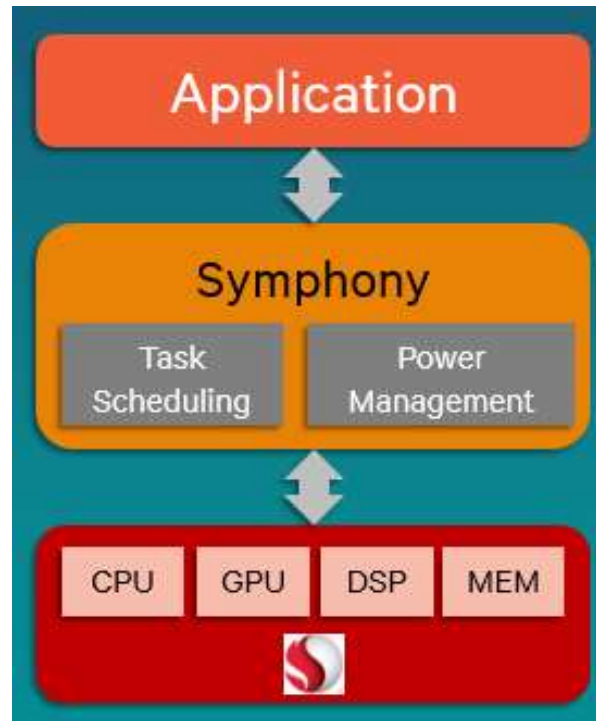 Application
Symphony
Task
Scheduling
Power
Management
CPU
GPU
DSP
MEM